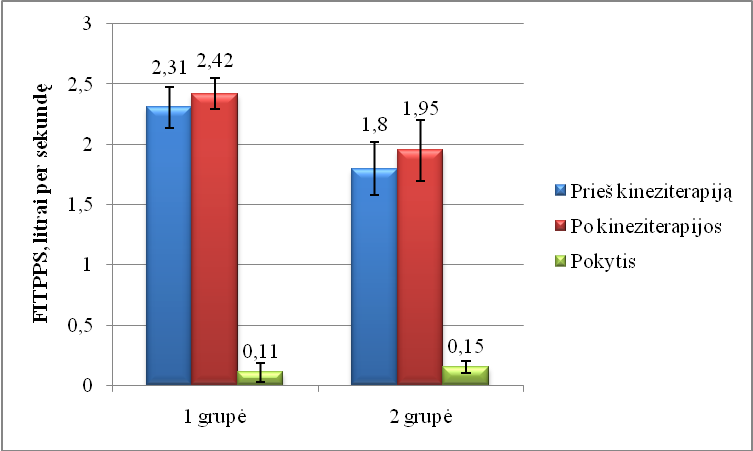 FITPPS, litrai per sekundę
3
2,5
2
1,5
1
0,5
0
2,31
2,42
0,11
1,8
1,95
0,15
1 grupė
2 grupė
Prieš kineziterapiją
Po kineziterapijos
Pokytis